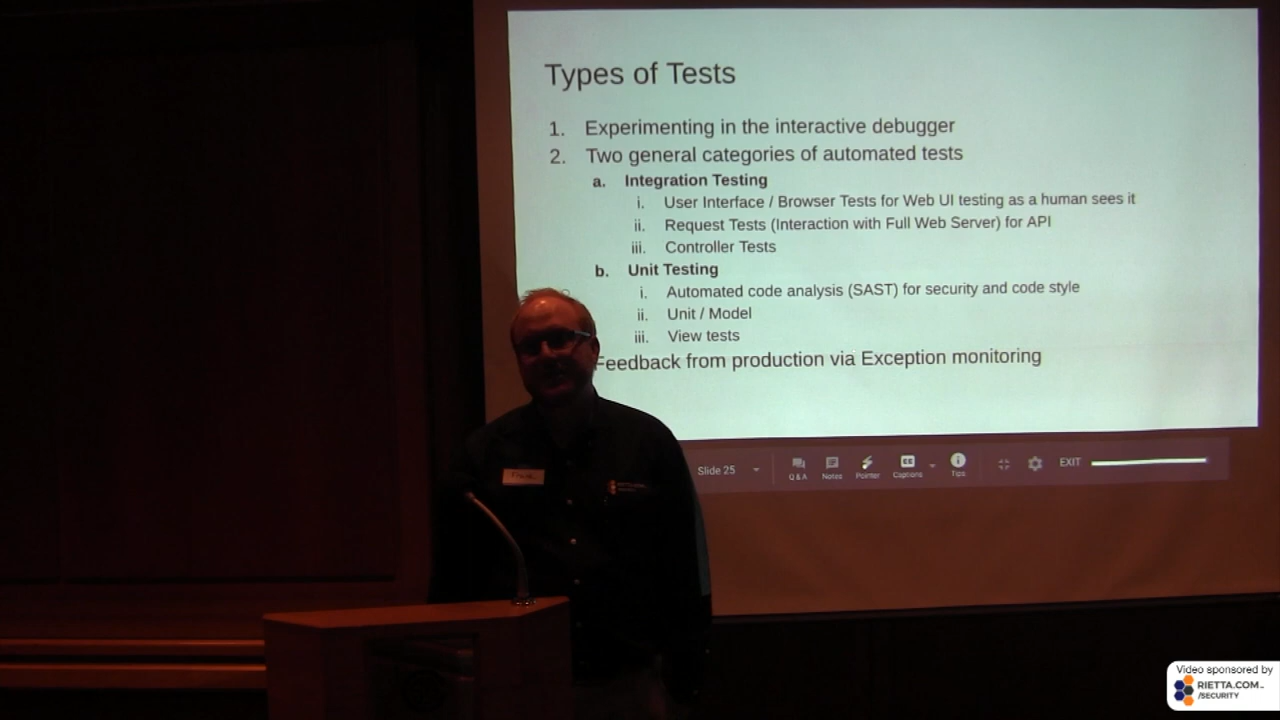 Types of Tests
1. Experimenting in the interactive debugger
2. Two general categories of automated tests
a. Integration Testing
i. User Interface / Browser Tests for Web UI testing as a human sees it
ii. Request Tests (Interaction with Full Web Server) for API
iii. Controller Tests
b. Unit Testing
i. Automated code analysis (SAST) for security and code style
ii. Unit / Model
iii. View tests
Feedback from production via Exception monitoring
Slide 25
Q&A
Notes
Pointer
Captions
Tips
EXIT
Video sponsored by
RIETTA.COM
/SECURITY